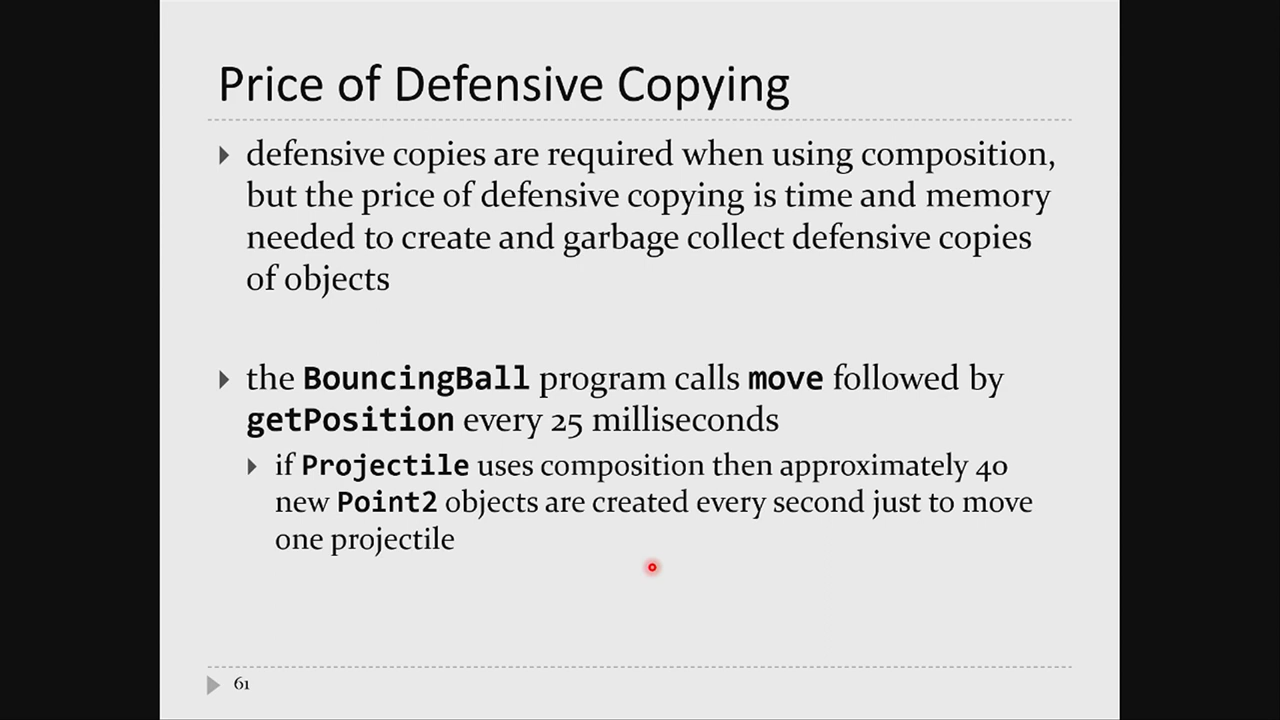 Price of Defensive Copying
defensive copies are required when using composition,
but the price of defensive copying is time and memory
needed to create and garbage collect defensive copies
of objects
the BouncingBall program calls move followed by
getPosition every 25 milliseconds
if Projectile uses composition then approximately 40
new Point2 objects are created every second just to move
one projectile
61